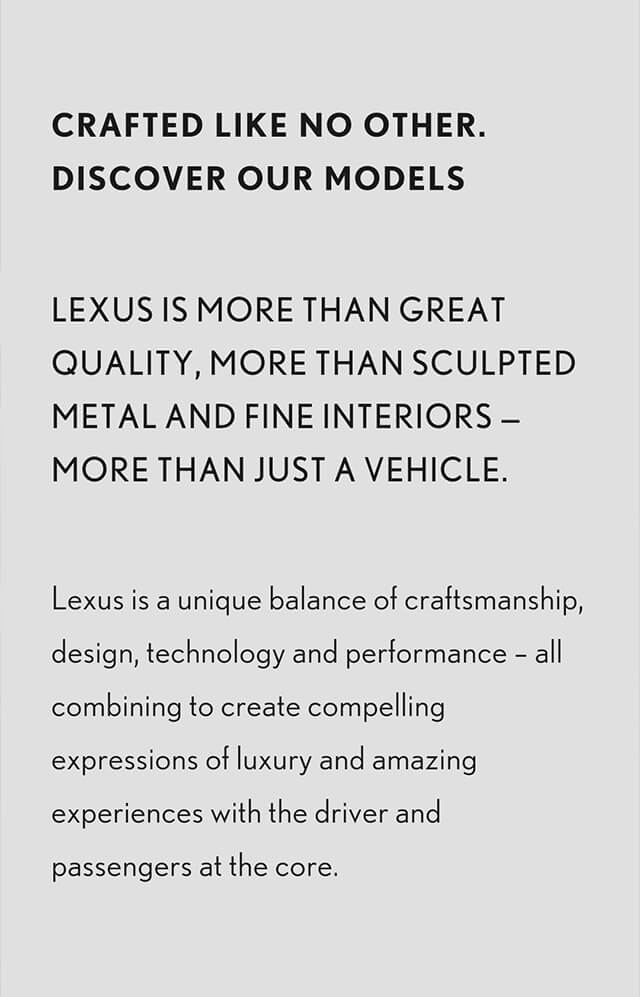 CRAFTED LIKE NO OTHER.
DISCOVER OUR MODELS
LEXUS IS MORE THAN GREAT
QUALITY, MORE THAN SCULPTED
METAL AND FINE INTERIORS –
MORE THAN JUST A VEHICLE.
Lexus is a unique balance of craftsmanship,
design, technology and performance – all
combining to create compelling
expressions of luxury and amazing
experiences with the driver and
passengers at the core.